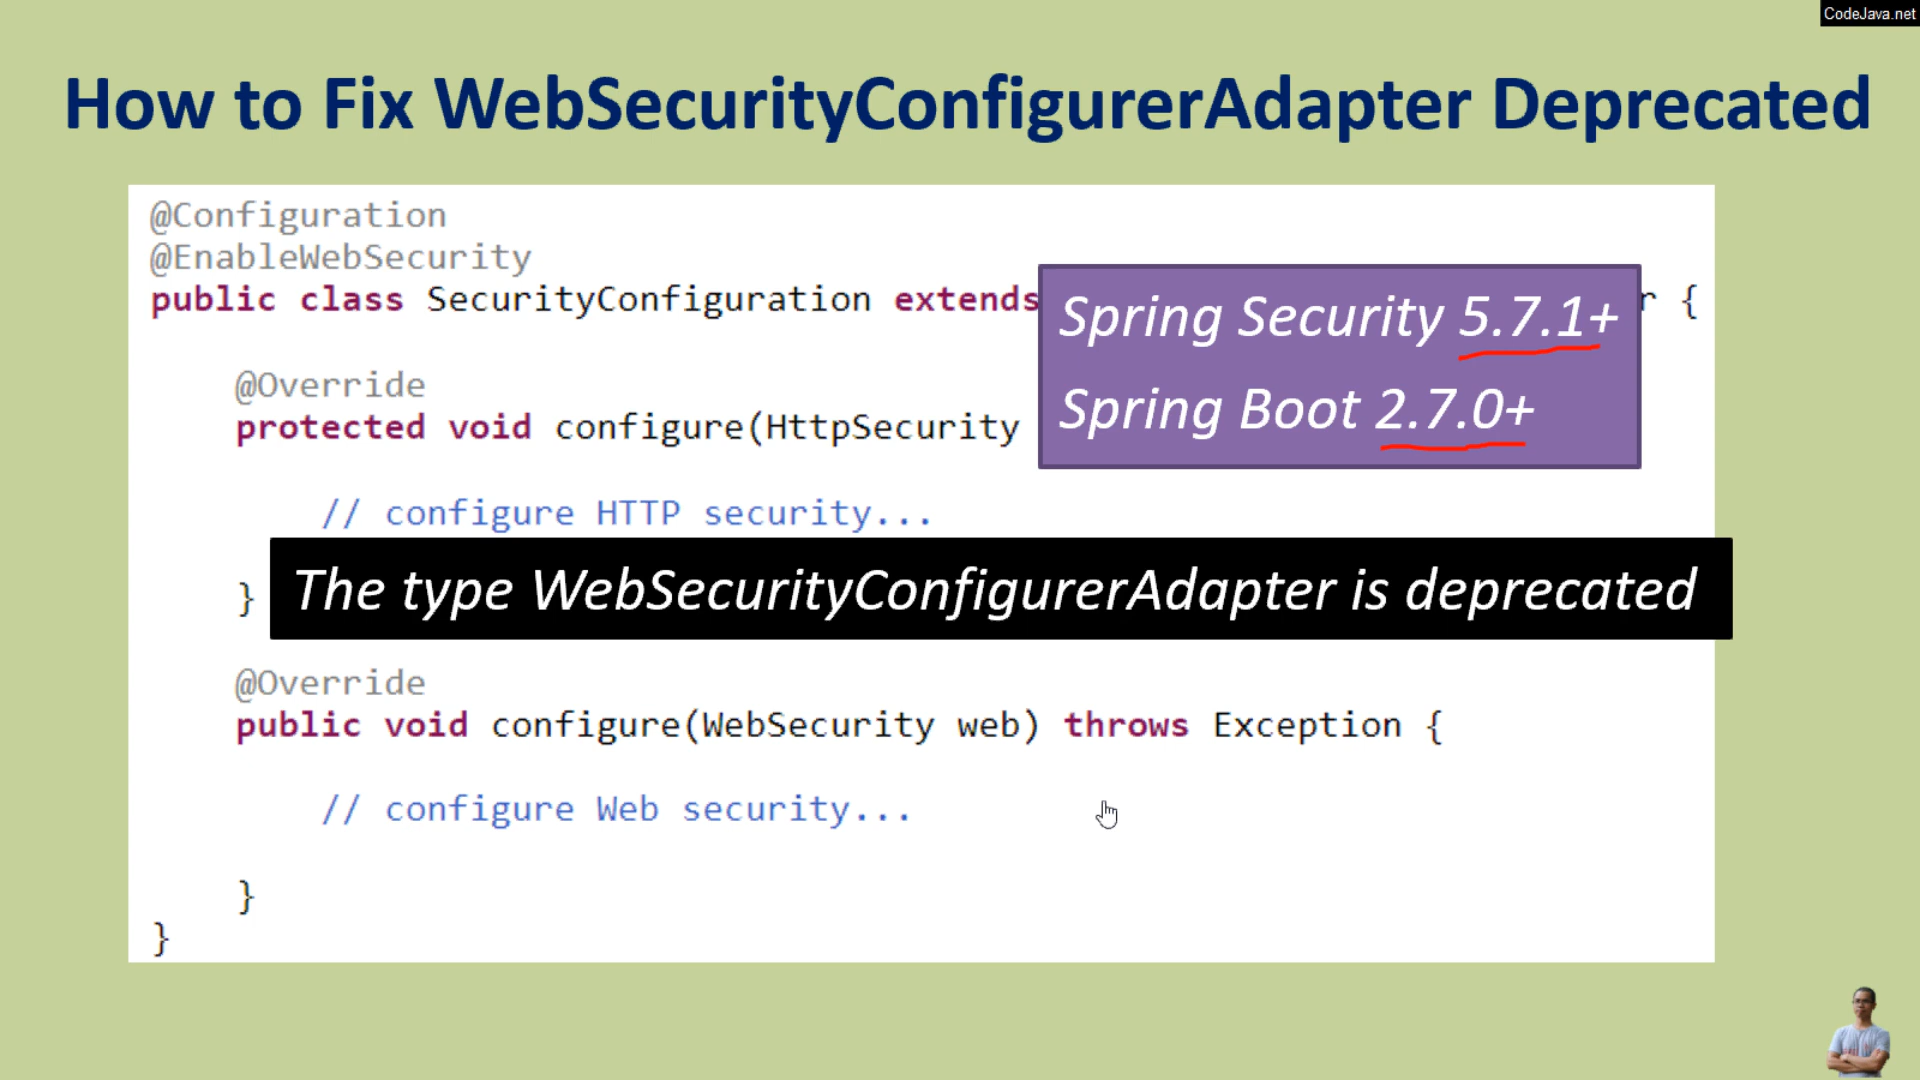 CodeJava.net
How to Fix WebSecurityConfigurerAdapter Deprecated
@Configuration
@EnableWebSecurity
public class SecurityConfiguration extends r {
Spring Security 5.7.1+
@Override
Spring Boot 2.7.0+
protected void configure(HttpSecurity
// configure HTTP security...
} The type WebSecurityConfigurerAdapter is deprecated
@Override
public void configure(WebSecurity web) throws Exception {
// configure Web security...
}
}